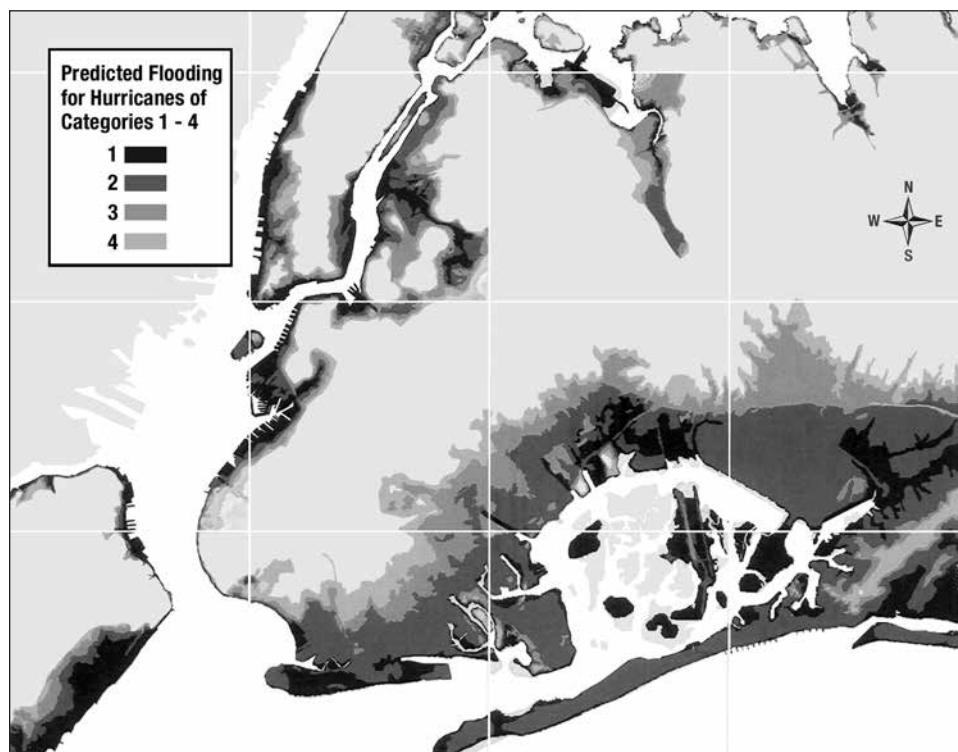 Predicted Flooding
for Hurricanes of
Categories 1 - 4
1
2
3
4
N
W E
S